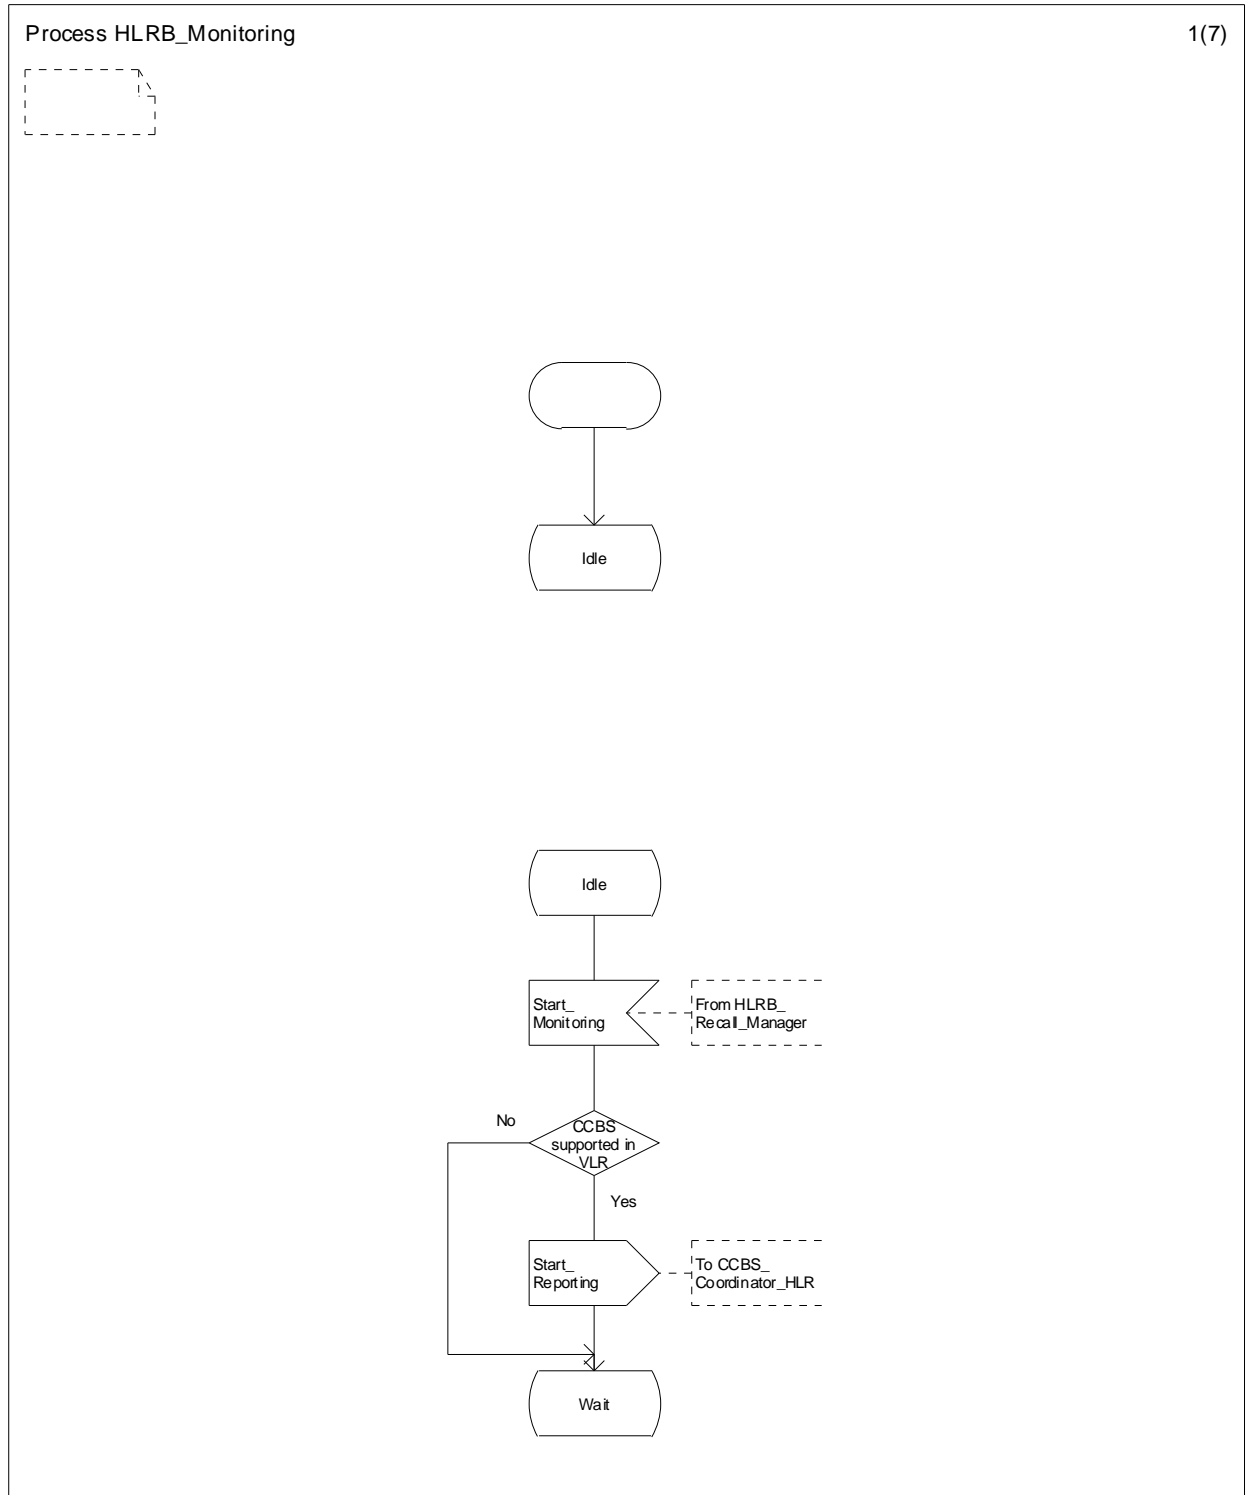 Process HLRB_Monitoring
1(7)
Idle
Idle
Start_
Monitoring
From HLRB_
Recall_Manager
No
CCBS
supported in
VLR
Yes
Start_
Reporting
To CCBS_
Coordinator_HLR
Wait